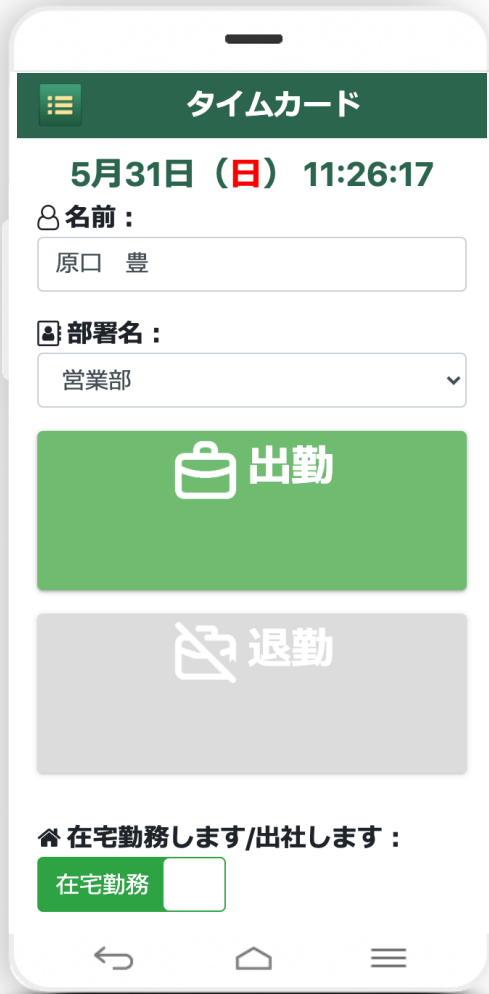 タイムカード
5月31日（日） 11:26:17
名前：
原口　豊
部署名：
営業部
出勤
退勤
在宅勤務します/出社します：
在宅勤務